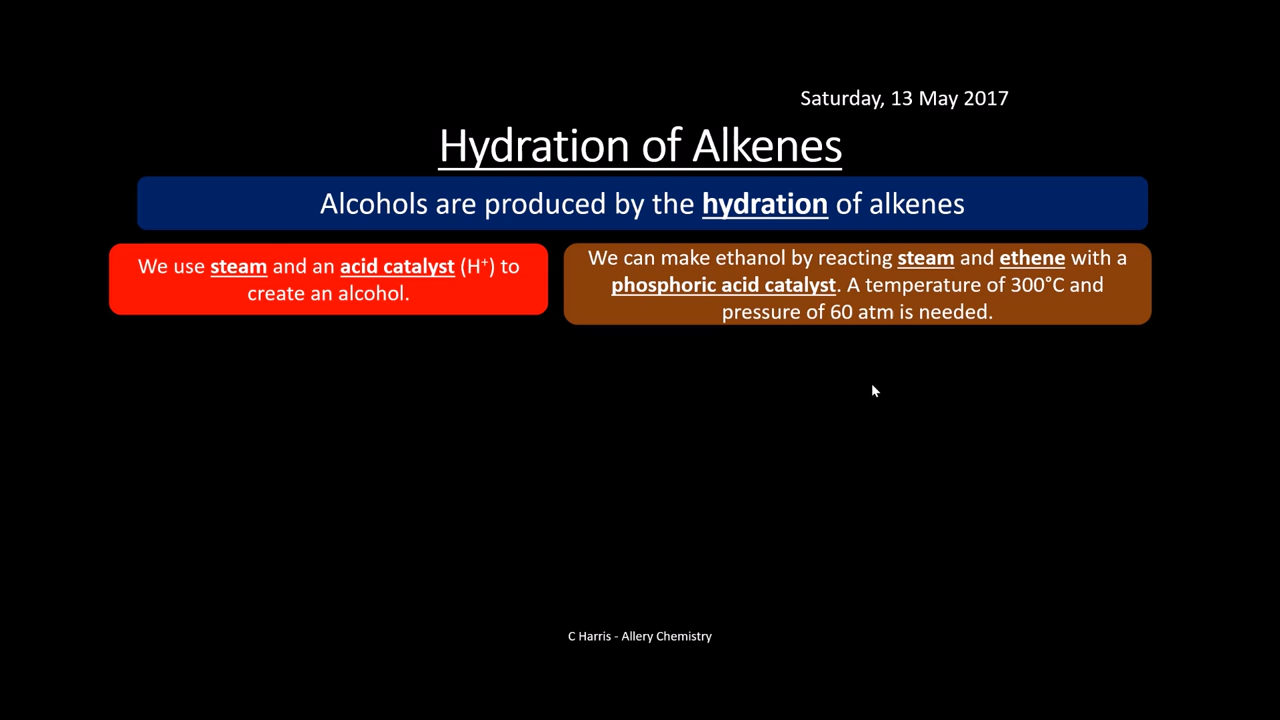 Saturday, 13 May 2017
Hydration of Alkenes
Alcohols are produced by the hydration of alkenes
We use steam and an acid catalyst (H⁺) to
create an alcohol.
We can make ethanol by reacting steam and ethene with a
phosphoric acid catalyst. A temperature of 300°C and
pressure of 60 atm is needed.
C Harris - Allery Chemistry